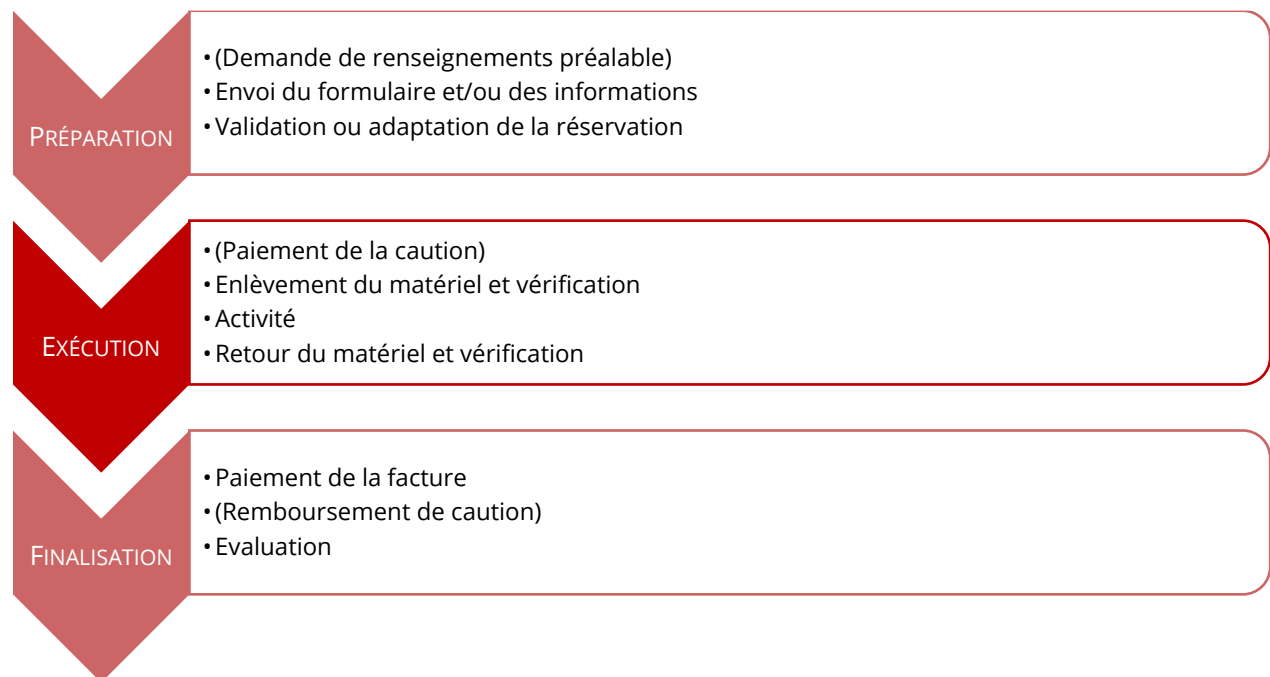 PRÉPARATION
•(Demande de renseignements préalable)
•Envoi du formulaire et/ou des informations
•Validation ou adaptation de la réservation
EXÉCUTION
•(Paiement de la caution)
•Enlèvement du matériel et vérification
•Activité
•Retour du matériel et vérification
FINALISATION
•Paiement de la facture
•(Remboursement de caution)
•Evaluation